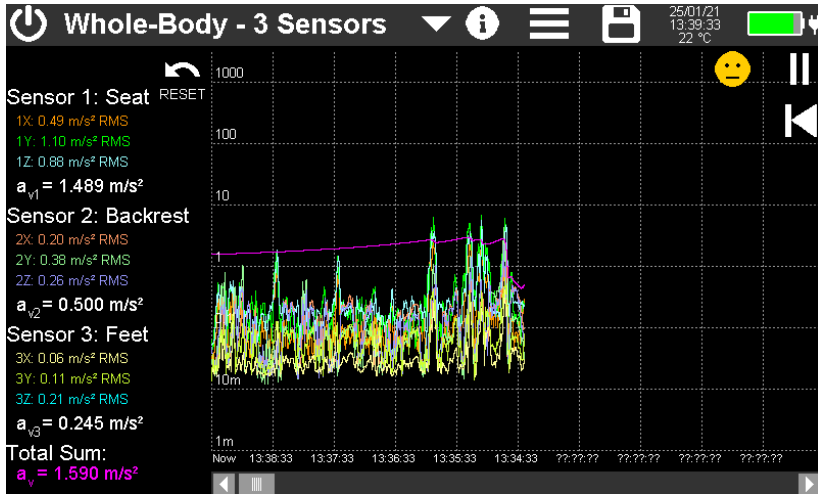 Whole-Body - 3 Sensors
25/01/21
13:39:33
22 °C
RESET
Sensor 1: Seat
1X: 0.49 m/s² RMS
1Y: 1.10 m/s² RMS
1Z: 0.88 m/s² RMS
av1 = 1.489 m/s²
Sensor 2: Backrest
2X: 0.20 m/s² RMS
2Y: 0.38 m/s² RMS
2Z: 0.26 m/s² RMS
av2 = 0.500 m/s²
Sensor 3: Feet
3X: 0.06 m/s² RMS
3Y: 0.11 m/s² RMS
3Z: 0.21 m/s² RMS
av3 = 0.245 m/s²
Total Sum:
av = 1.590 m/s²
1000
100
10
1
10m
1m
Now 13:38:33 13:37:33 13:36:33 13:35:33 13:34:33 ??:??:?? ??:??:?? ??:??:?? ??:??:??